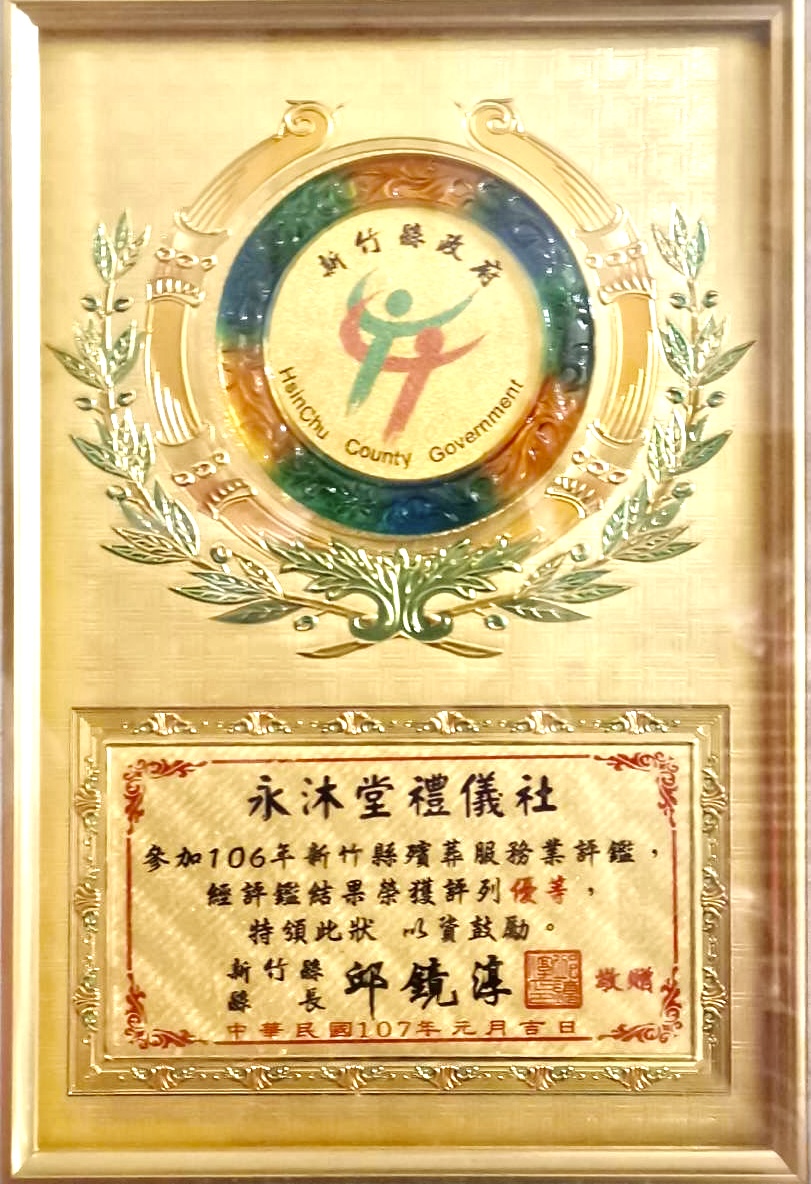 新竹縣政府
HsinChu County Government
永沐堂禮儀社
參加106年新竹縣殯葬服務業評鑑，
經評鑑結果榮獲評列優等，
特頒此狀 以資鼓勵。
新竹縣
縣長 邱鏡淳 敬贈
中華民國107年元月吉日